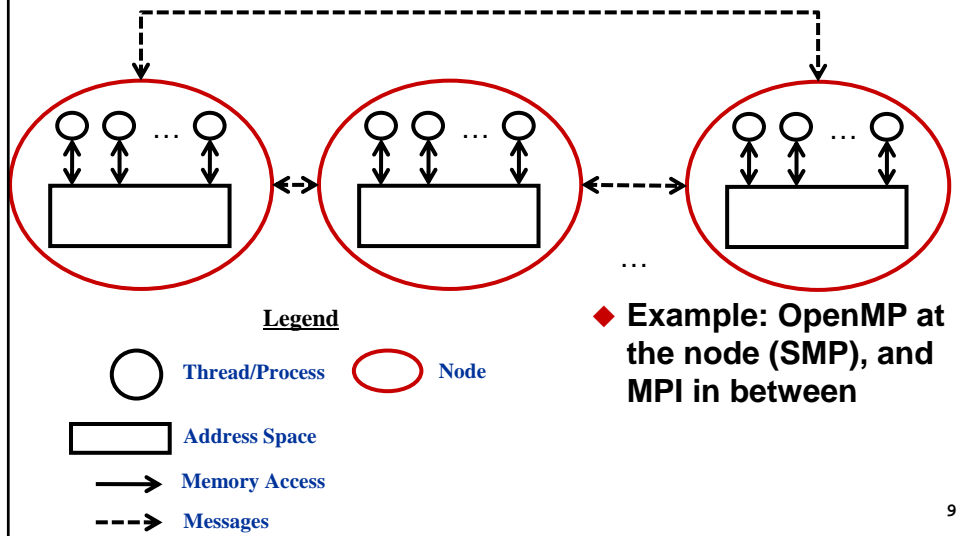 … … …
…
Legend
Thread/Process Node
Address Space
Memory Access
Messages
◆ Example: OpenMP at
the node (SMP), and
MPI in between
9